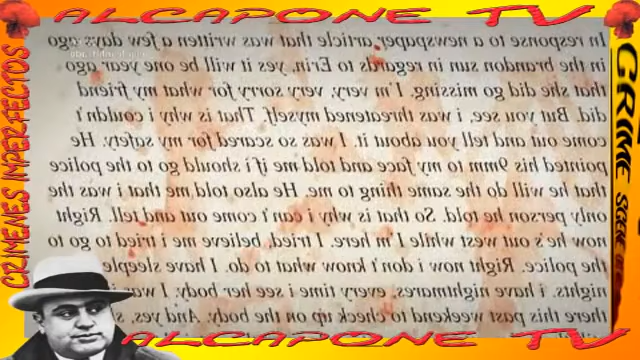 ALCAPONE TV
CRIMENES IMPERFECTOS
In response to a newspaper article that was written a few days ago
in the brandon sun in regards to Erin, yes it will be one year ago
that she did go missing. I'm very, very sorry for what my friend
did. But you see, i was threatened myself. That is why i couldn't
come out and tell you about it. I was so scared for my safety. He
pointed his 9mm to my face and told me if i should go to the police
that he will do the same thing to me. He also told me that i was the
only person he told. So that is why i can't come out and tell. Right
now he's out west while I'm here. I tried, believe me i tried to go to
the police. Right now i don't know what to do. I have sleeple
nights, i have nightmares, every time i see her body. I w
there this past weekend to check up on the body. And yes, s
CRIME
ALCAPONE TV